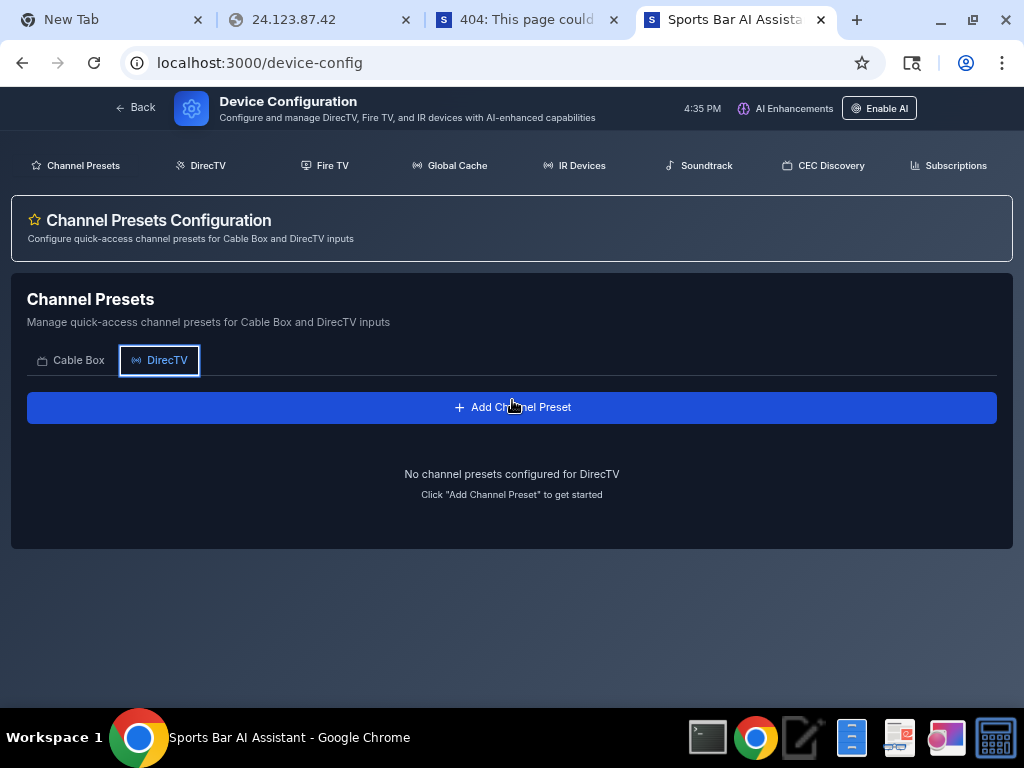 New Tab
24.123.87.42
404: This page could
Sports Bar AI Assista
localhost:3000/device-config
Back
Device Configuration
Configure and manage DirecTV, Fire TV, and IR devices with AI-enhanced capabilities
4:35 PM
AI Enhancements
Enable AI
Channel Presets
DirecTV
Fire TV
Global Cache
IR Devices
Soundtrack
CEC Discovery
Subscriptions
Channel Presets Configuration
Configure quick-access channel presets for Cable Box and DirecTV inputs
Channel Presets
Manage quick-access channel presets for Cable Box and DirecTV inputs
Cable Box
DirecTV
+ Add Channel Preset
No channel presets configured for DirecTV
Click "Add Channel Preset" to get started
Workspace 1
Sports Bar AI Assistant - Google Chrome